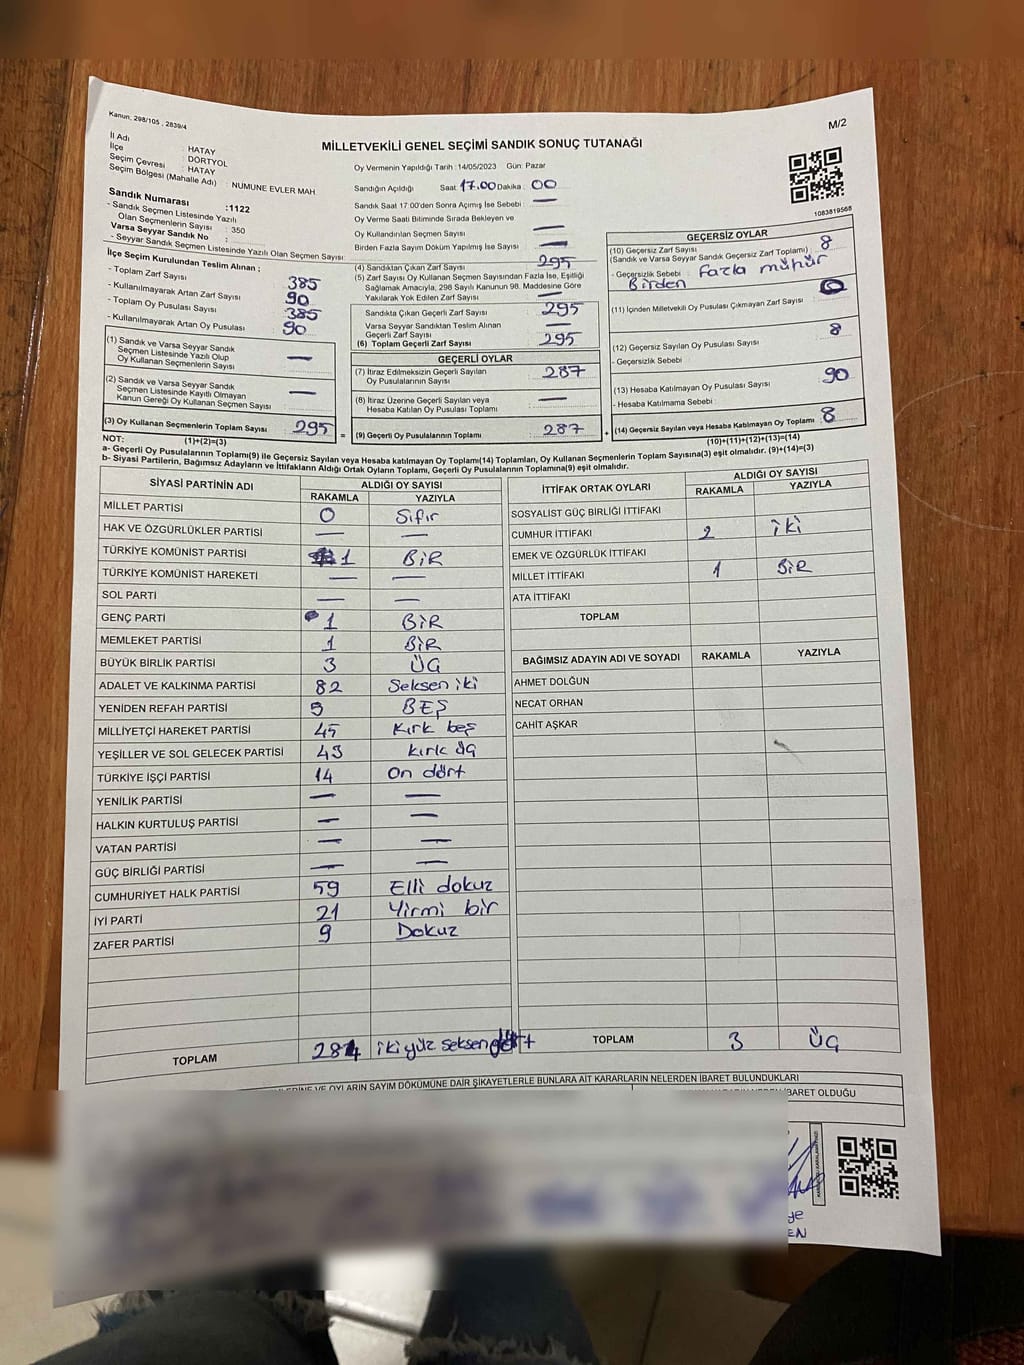 Kanun; 298/105 , 2839/4
M/2
MİLLETVEKİLİ GENEL SEÇİMİ SANDIK SONUÇ TUTANAĞI
İl Adı : HATAY
İlçe : DÖRTYOL
Seçim Çevresi : HATAY
Seçim Bölgesi (Mahalle Adı) : NUMUNE EVLER MAH
Sandık Numarası :1122
- Sandık Seçmen Listesinde Yazılı
Olan Seçmenlerin Sayısı : 350
Varsa Seyyar Sandık No :
- Seyyar Sandık Seçmen Listesinde Yazılı Olan Seçmen Sayısı:
İlçe Seçim Kurulundan Teslim Alınan ;
- Toplam Zarf Sayısı 385
- Kullanılmayarak Artan Zarf Sayısı 90
- Toplam Oy Pusulası Sayısı 385
- Kullanılmayarak Artan Oy Pusulası 90
(1) Sandık ve Varsa Seyyar Sandık
Seçmen Listesinde Yazılı Olup
Oy Kullanan Seçmenlerin Sayısı —
(2) Sandık ve Varsa Seyyar Sandık
Seçmen Listesinde Kayıtlı Olmayan
Kanun Gereği Oy Kullanan Seçmen Sayısı —
(3) Oy Kullanan Seçmenlerin Toplam Sayısı 295 =
Oy Vermenin Yapıldığı Tarih :14/05/2023 Gün: Pazar
Sandığın Açıldığı Saat :17.00 Dakika : 00
Sandık Saat 17:00'den Sonra Açımış İse Sebebi : —
Oy Verme Saati Bitiminde Sırada Bekleyen ve
Oy Kullandırılan Seçmen Sayısı —
Birden Fazla Sayım Döküm Yapılmış İse Sayısı —
(4) Sandıktan Çıkan Zarf Sayısı 295
(5) Zarf Sayısı Oy Kullanan Seçmen Sayısından Fazla İse, Eşitliği
Sağlamak Amacıyla, 298 Sayılı Kanunun 98. Maddesine Göre
Yakılarak Yok Edilen Zarf Sayısı —
Sandıkta Çıkan Geçerli Zarf Sayısı 295
Varsa Seyyar Sandıktan Teslim Alınan
Geçerli Zarf Sayısı —
(6) Toplam Geçerli Zarf Sayısı 295
GEÇERLİ OYLAR
(7) İtiraz Edilmeksizin Geçerli Sayılan
Oy Pusulalarının Sayısı 287
(8) İtiraz Üzerine Geçerli Sayılan veya
Hesaba Katılan Oy Pusulası Toplamı —
(9) Geçerli Oy Pusulalarının Toplamı 287 +
1083819568
GEÇERSİZ OYLAR
(10) Geçersiz Zarf Sayısı
(Sandık ve Varsa Seyyar Sandık Geçersiz Zarf Toplamı) : 8
- Geçersizlik Sebebi : Fazla mühür
Birden
(11) İçinden Milletvekili Oy Pusulası Çıkmayan Zarf Sayısı 0
(12) Geçersiz Sayılan Oy Pusulası Sayısı 8
- Geçersizlik Sebebi :
(13) Hesaba Katılmayan Oy Pusulası Sayısı 90
- Hesaba Katılmama Sebebi :
(14) Geçersiz Sayılan veya Hesaba Katılmayan Oy Toplamı 8
NOT: (1)+(2)=(3) (10)+(11)+(12)+(13)=(14)
a- Geçerli Oy Pusulalarının Toplamı(9) ile Geçersiz Sayılan veya Hesaba katılmayan Oy Toplamı(14) Toplamları, Oy Kullanan Seçmenlerin Toplam Sayısına(3) eşit olmalıdır. (9)+(14)=(3)
b- Siyasi Partilerin, Bağımsız Adayların ve İttifakların Aldığı Ortak Oyların Toplamı, Geçerli Oy Pusulalarının Toplamına(9) eşit olmalıdır.
SİYASİ PARTİNİN ADI ALDIĞI OY SAYISI
RAKAMLA YAZIYLA
MİLLET PARTİSİ 0 Sıfır
HAK VE ÖZGÜRLÜKLER PARTİSİ — —
TÜRKİYE KOMÜNİST PARTİSİ 1 BİR
TÜRKİYE KOMÜNİST HAREKETİ — —
SOL PARTİ — —
GENÇ PARTİ 1 BİR
MEMLEKET PARTİSİ 1 BİR
BÜYÜK BİRLİK PARTİSİ 3 ÜÇ
ADALET VE KALKINMA PARTİSİ 82 Seksen iki
YENİDEN REFAH PARTİSİ 5 BEŞ
MİLLİYETÇİ HAREKET PARTİSİ 45 Kırk beş
YEŞİLLER VE SOL GELECEK PARTİSİ 43 kırk üç
TÜRKİYE İŞÇİ PARTİSİ 14 On dört
YENİLİK PARTİSİ — —
HALKIN KURTULUŞ PARTİSİ — —
VATAN PARTİSİ — —
GÜÇ BİRLİĞİ PARTİSİ — —
CUMHURİYET HALK PARTİSİ 59 Elli dokuz
İYİ PARTİ 21 Yirmi bir
ZAFER PARTİSİ 9 Dokuz
TOPLAM 284 iki yüz seksen dört
İTTİFAK ORTAK OYLARI ALDIĞI OY SAYISI
RAKAMLA YAZIYLA
SOSYALİST GÜÇ BİRLİĞİ İTTİFAKI
CUMHUR İTTİFAKI 2 iki
EMEK VE ÖZGÜRLÜK İTTİFAKI
MİLLET İTTİFAKI 1 BİR
ATA İTTİFAKI
TOPLAM
BAĞIMSIZ ADAYIN ADI VE SOYADI RAKAMLA YAZIYLA
AHMET DOLĞUN
NECAT ORHAN
CAHİT AŞKAR
TOPLAM 3 ÜÇ
VE OYLARIN SAYIM DÖKÜMÜNE DAİR ŞİKAYETLERLE BUNLARA AİT KARARLARIN NELERDEN İBARET BULUNDUKLARI
İBARET OLDUĞU